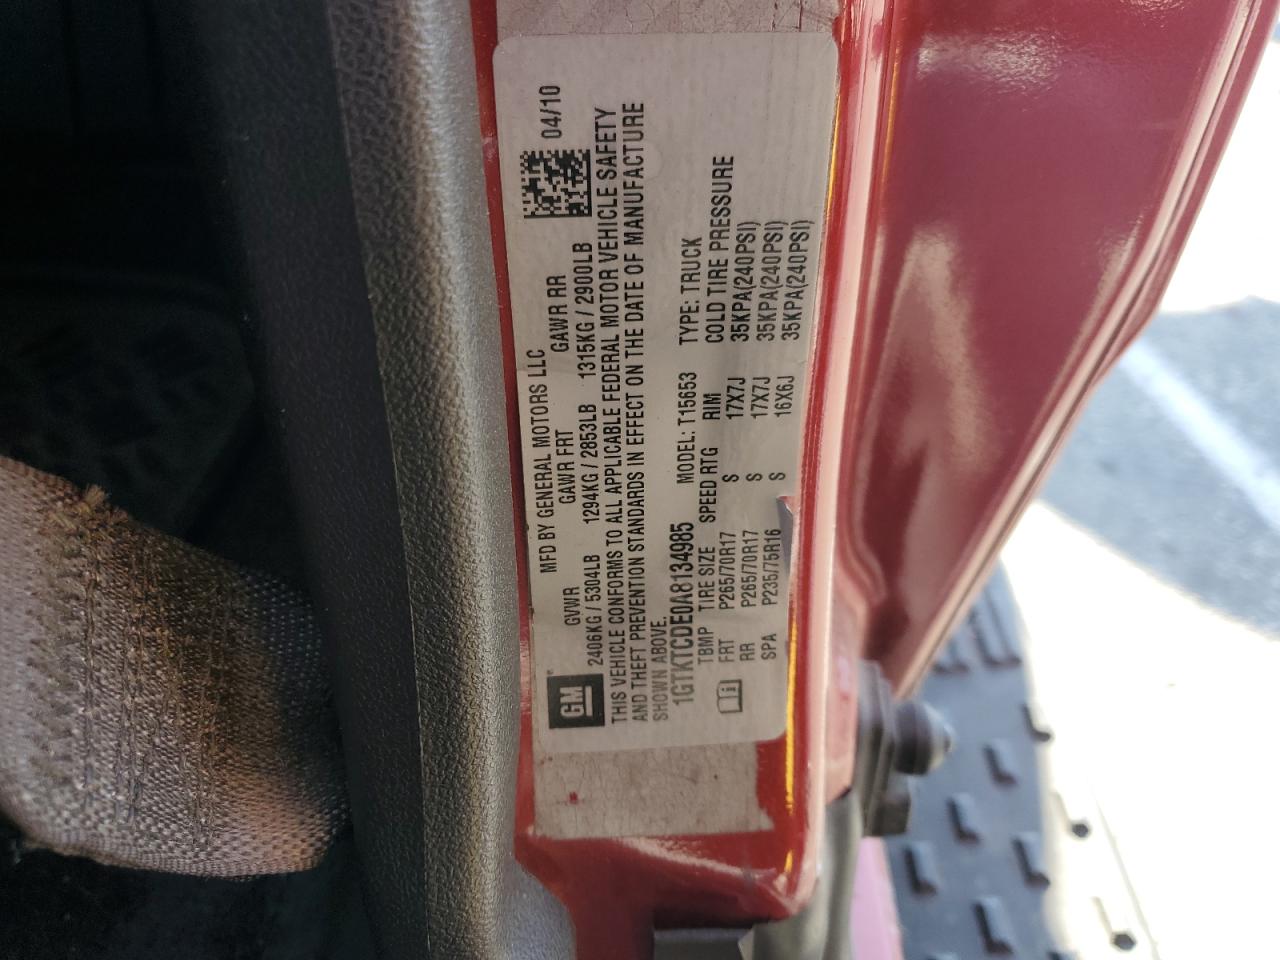 04/10
MFD BY GENERAL MOTORS LLC
GVWR GAWR FRT GAWR RR
2406KG / 5304LB 1294KG / 2853LB 1315KG / 2900LB
GM
THIS VEHICLE CONFORMS TO ALL APPLICABLE FEDERAL MOTOR VEHICLE SAFETY
AND THEFT PREVENTION STANDARDS IN EFFECT ON THE DATE OF MANUFACTURE
SHOWN ABOVE.
1GTKTCDE0A8134985 MODEL: T15653 TYPE: TRUCK
TBMP TIRE SIZE SPEED RTG RIM COLD TIRE PRESSURE
FRT P265/70R17 S 17X7J 35KPA(240PSI)
RR P265/70R17 S 17X7J 35KPA(240PSI)
SPA P235/75R16 S 16X6J 35KPA(240PSI)